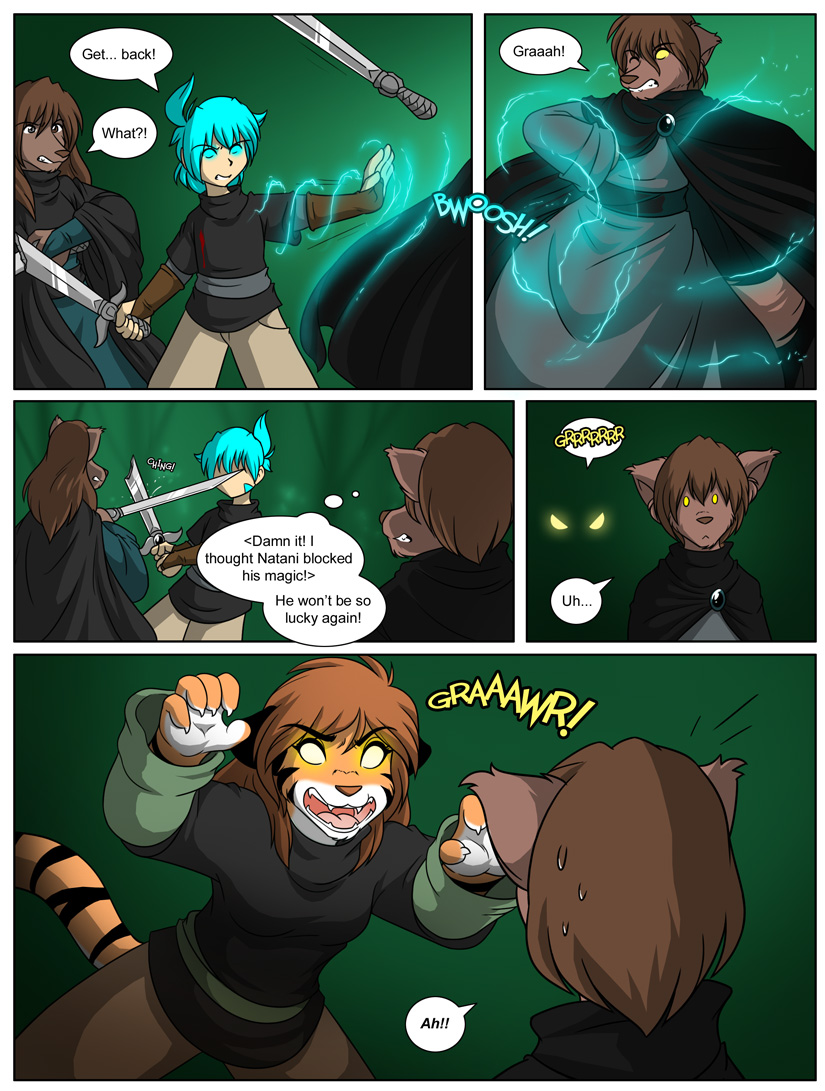 Get... back!
What?!
Graaah!
BWOOSH!
CHING!
<Damn it! I
thought Natani blocked
his magic!>
He won't be so
lucky again!
GRRRRRRR
Uh...
GRAAAWR!
Ah!!